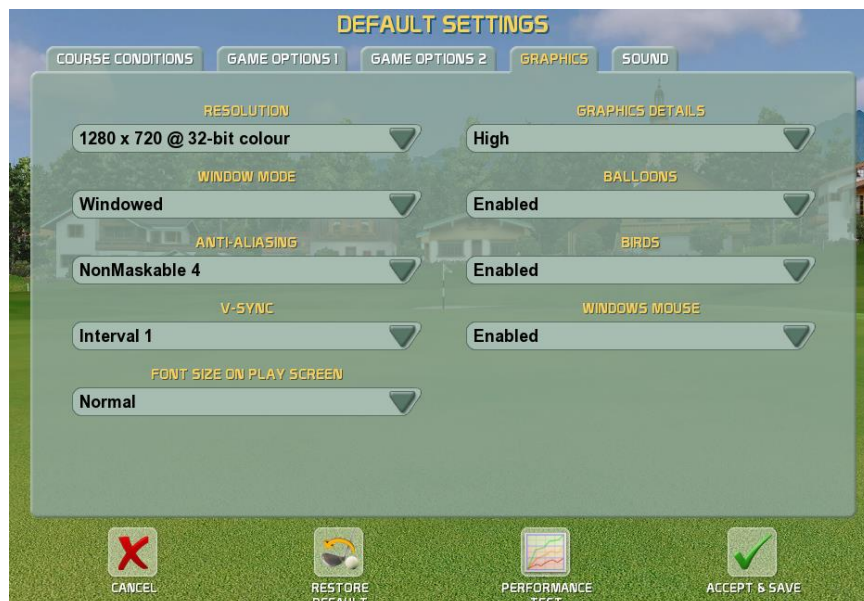 DEFAULT SETTINGS
COURSE CONDITIONS
GAME OPTIONS 1
GAME OPTIONS 2
GRAPHICS
SOUND
RESOLUTION
1280 x 720 @ 32-bit colour
WINDOW MODE
Windowed
ANTI-ALIASING
NonMaskable 4
V-SYNC
Interval 1
FONT SIZE ON PLAY SCREEN
Normal
GRAPHICS DETAILS
High
BALLOONS
Enabled
BIRDS
Enabled
WINDOWS MOUSE
Enabled
CANCEL
RESTORE
DEFAULT
PERFORMANCE
TEST
ACCEPT & SAVE